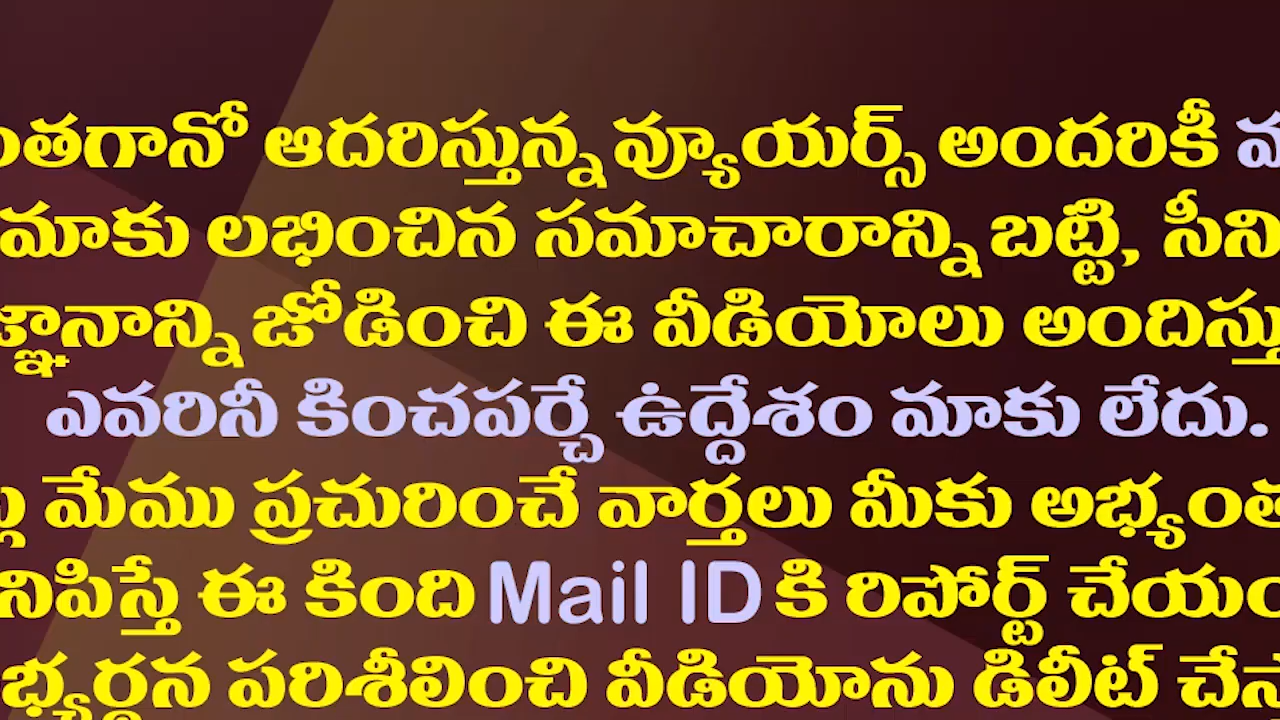 ంతగానో ఆదరిస్తున్న వ్యూయర్స్ అందరికీ
మాకు లభించిన సమాచారాన్ని బట్టి, సీని
జ్ఞానాన్ని జోడించి ఈ వీడియోలు అందిస్తు
ఎవరినీ కించపర్చే ఉద్దేశం మాకు లేదు.
మేము ప్రచురించే వార్తలు మీకు అభ్యంత
నిపిస్తే ఈ కింది Mail ID కి రిపోర్ట్ చేయం
భ్యర్థన పరిశీలించి వీడియోను డిలీట్ చేస